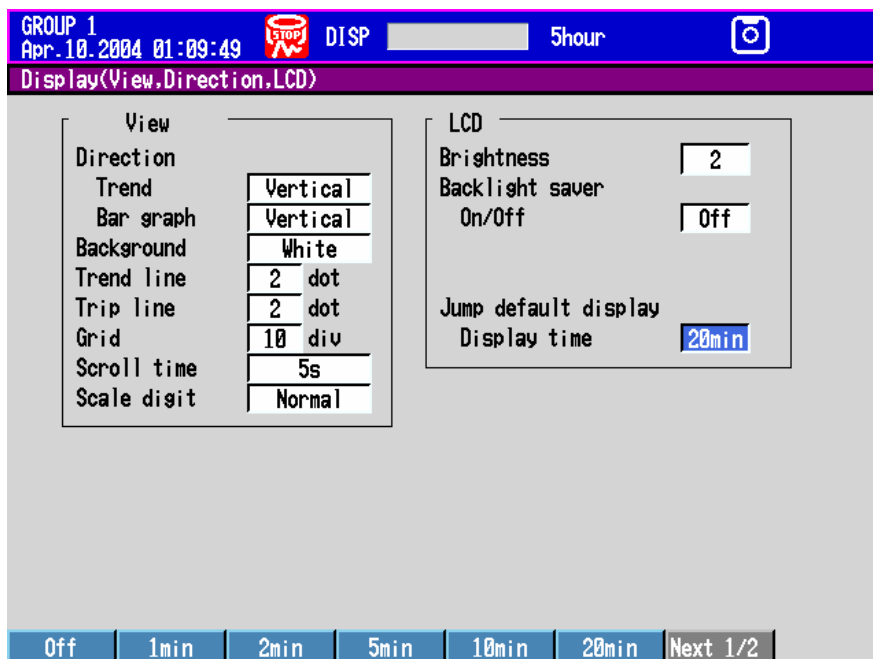 GROUP 1
Apr.10.2004 01:09:49
STOP
DISP
5hour
Display(View,Direction,LCD)
View
Direction
Trend Vertical
Bar graph Vertical
Background White
Trend line 2 dot
Trip line 2 dot
Grid 10 div
Scroll time 5s
Scale digit Normal
LCD
Brightness 2
Backlight saver
On/Off Off
Jump default display
Display time 20min
Off 1min 2min 5min 10min 20min Next 1/2